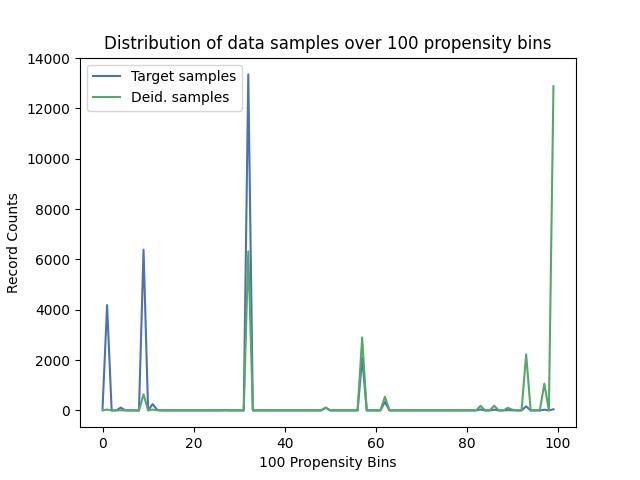 Distribution of data samples over 100 propensity bins
Target samples
Deid. samples
14000
12000
10000
8000
6000
4000
2000
0
Record Counts
0 20 40 60 80 100
100 Propensity Bins